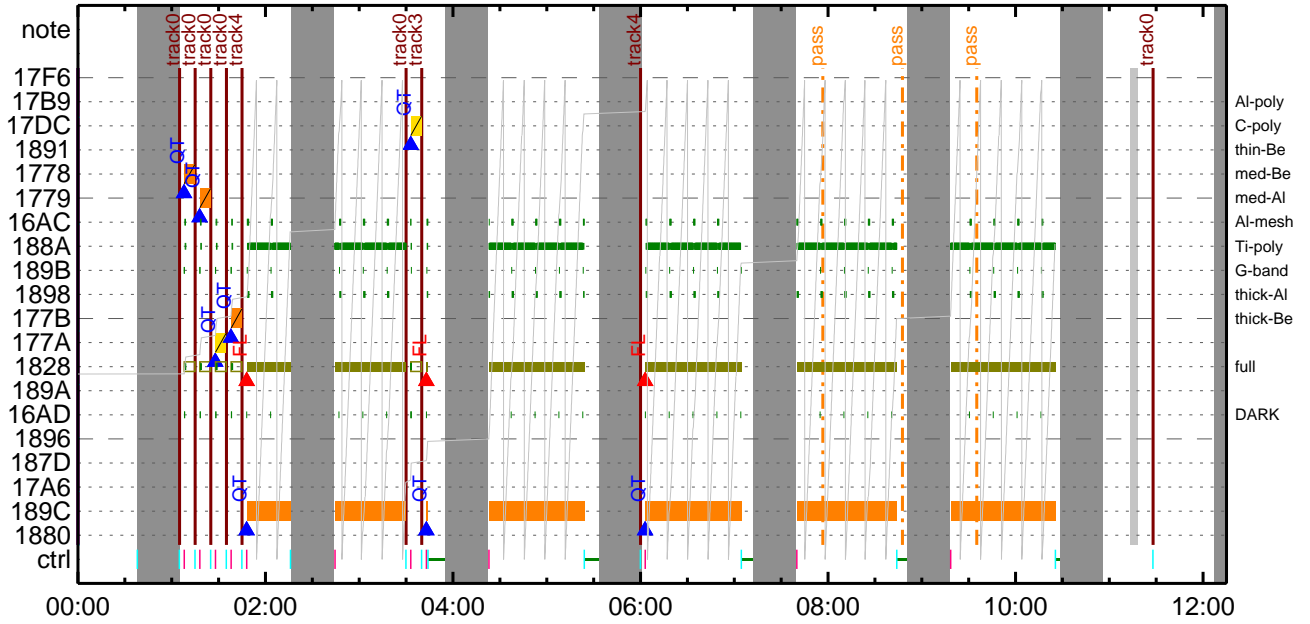 note
track0
track0
track0
track0
track4
track0
track3
track4
pass
pass
pass
track0
17F6
17B9 QT Al-poly
17DC C-poly
1891 QT thin-Be
1778 QT med-Be
1779 med-Al
16AC Al-mesh
188A Ti-poly
189B G-band
1898 QT thick-Al
177B QT thick-Be
177A FL FL FL
1828 full
189A
16AD DARK
1896
187D
17A6 QT QT QT
189C
1880
ctrl
00:00 02:00 04:00 06:00 08:00 10:00 12:00